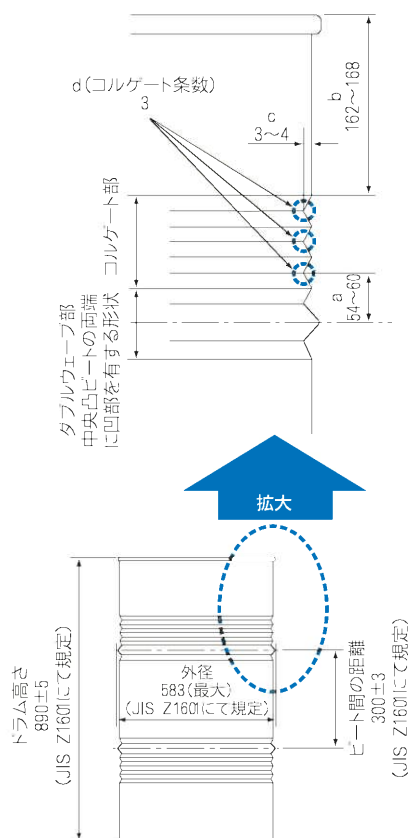 d(コルゲート条数)
3
c
3~4
b
162~168
コルゲート部
a
54~60
ダブルウェーブ部
中央凸ビートの両端
に凹部を有する形状
拡大
ドラム高さ
890±5
(JIS Z1601にて規定)
外径
583(最大)
(JIS Z1601にて規定)
ビート間の距離
300±3
(JIS Z1601にて規定)